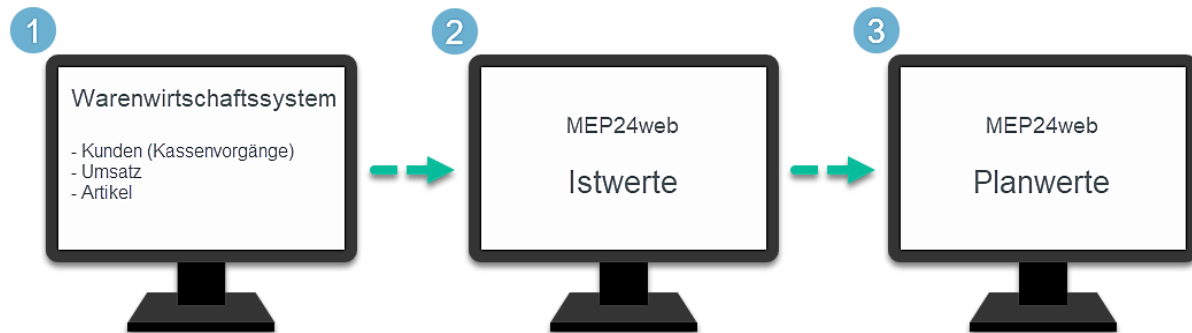 1
Warenwirtschaftssystem
- Kunden (Kassenvorgänge)
- Umsatz
- Artikel
2
MEP24web
Istwerte
3
MEP24web
Planwerte